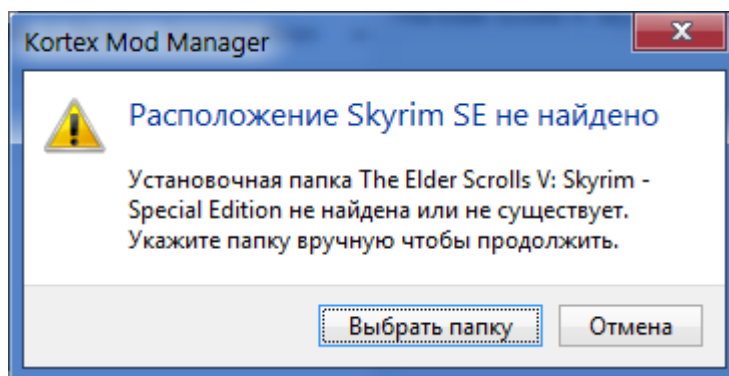 Kortex Mod Manager
Расположение Skyrim SE не найдено
Установочная папка The Elder Scrolls V: Skyrim -
Special Edition не найдена или не существует.
Укажите папку вручную чтобы продолжить.
Выбрать папку
Отмена